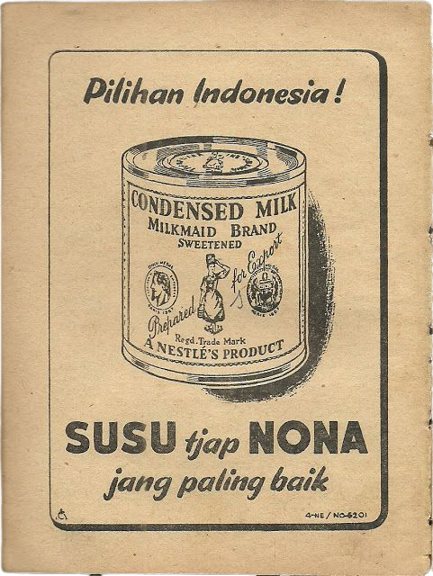 Pilihan Indonesia!
CONDENSED MILK
MILKMAID BRAND
SWEETENED
Prepared for Export
Regd. Trade Mark
A NESTLÉ'S PRODUCT
SUSU tjap NONA
jang paling baik
4-NE / NO-6201